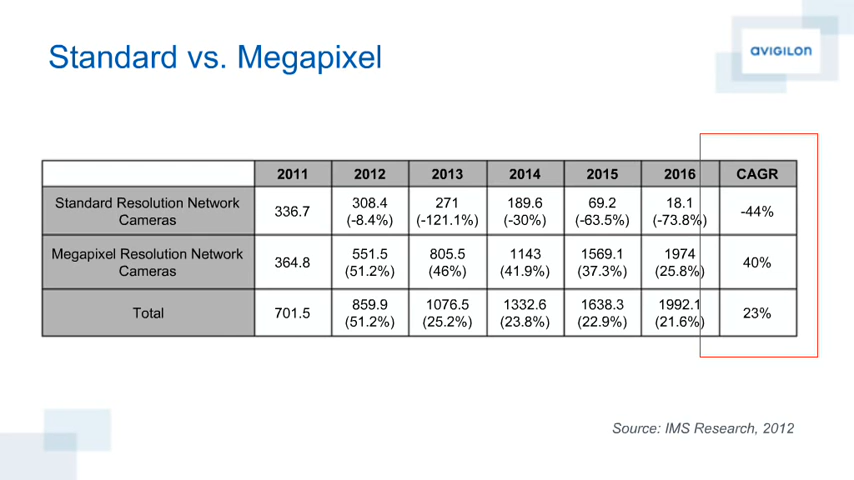 Standard vs. Megapixel
avigilon
2011 2012 2013 2014 2015 2016 CAGR
Standard Resolution Network Cameras 336.7 308.4 (-8.4%) 271 (-121.1%) 189.6 (-30%) 69.2 (-63.5%) 18.1 (-73.8%) -44%
Megapixel Resolution Network Cameras 364.8 551.5 (51.2%) 805.5 (46%) 1143 (41.9%) 1569.1 (37.3%) 1974 (25.8%) 40%
Total 701.5 859.9 (51.2%) 1076.5 (25.2%) 1332.6 (23.8%) 1638.3 (22.9%) 1992.1 (21.6%) 23%
Source: IMS Research, 2012